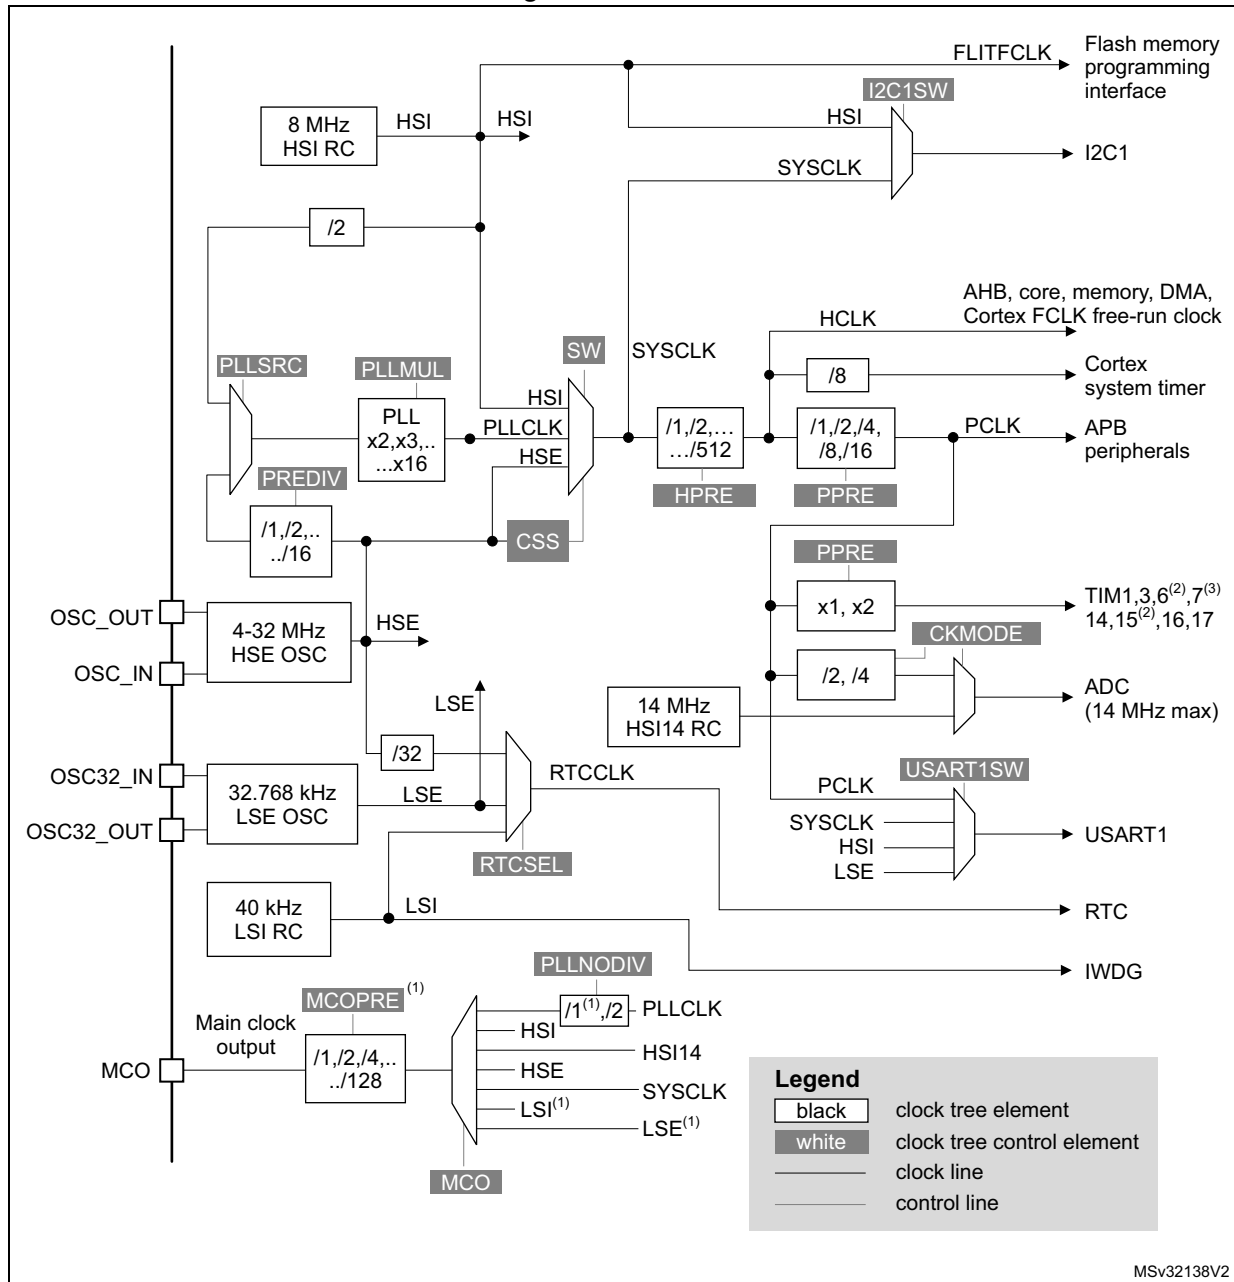 FLITFCLK
Flash memory
programming
interface
I2C1SW
8 MHz
HSI RC
HSI
HSI
HSI
SYSCLK
I2C1
/2
AHB, core, memory, DMA,
Cortex FCLK free-run clock
HCLK
PLLSRC
PLLMUL
SW
SYSCLK
/8
Cortex
system timer
PLL
x2,x3,..
...x16
HSI
PLLCLK
HSE
/1,/2,…
…/512
/1,/2,/4,
/8,/16
PCLK
APB
peripherals
PREDIV
HPRE
PPRE
/1,/2,..
../16
CSS
PPRE
OSC_OUT
OSC_IN
4-32 MHz
HSE OSC
HSE
x1, x2
TIM1,3,6(2),7(3)
14,15(2),16,17
CKMODE
/2, /4
LSE
14 MHz
HSI14 RC
ADC
(14 MHz max)
/32
OSC32_IN
OSC32_OUT
32.768 kHz
LSE OSC
LSE
RTCCLK
RTCSEL
USART1SW
PCLK
SYSCLK
HSI
LSE
USART1
40 kHz
LSI RC
LSI
RTC
IWDG
PLLNODIV
MCOPRE (1)
/1(1),/2
PLLCLK
Main clock
output
MCO
/1,/2,/4,..
../128
HSI
HSI14
HSE
SYSCLK
LSI(1)
LSE(1)
MCO
Legend
black clock tree element
white clock tree control element
clock line
control line
MSv32138V2